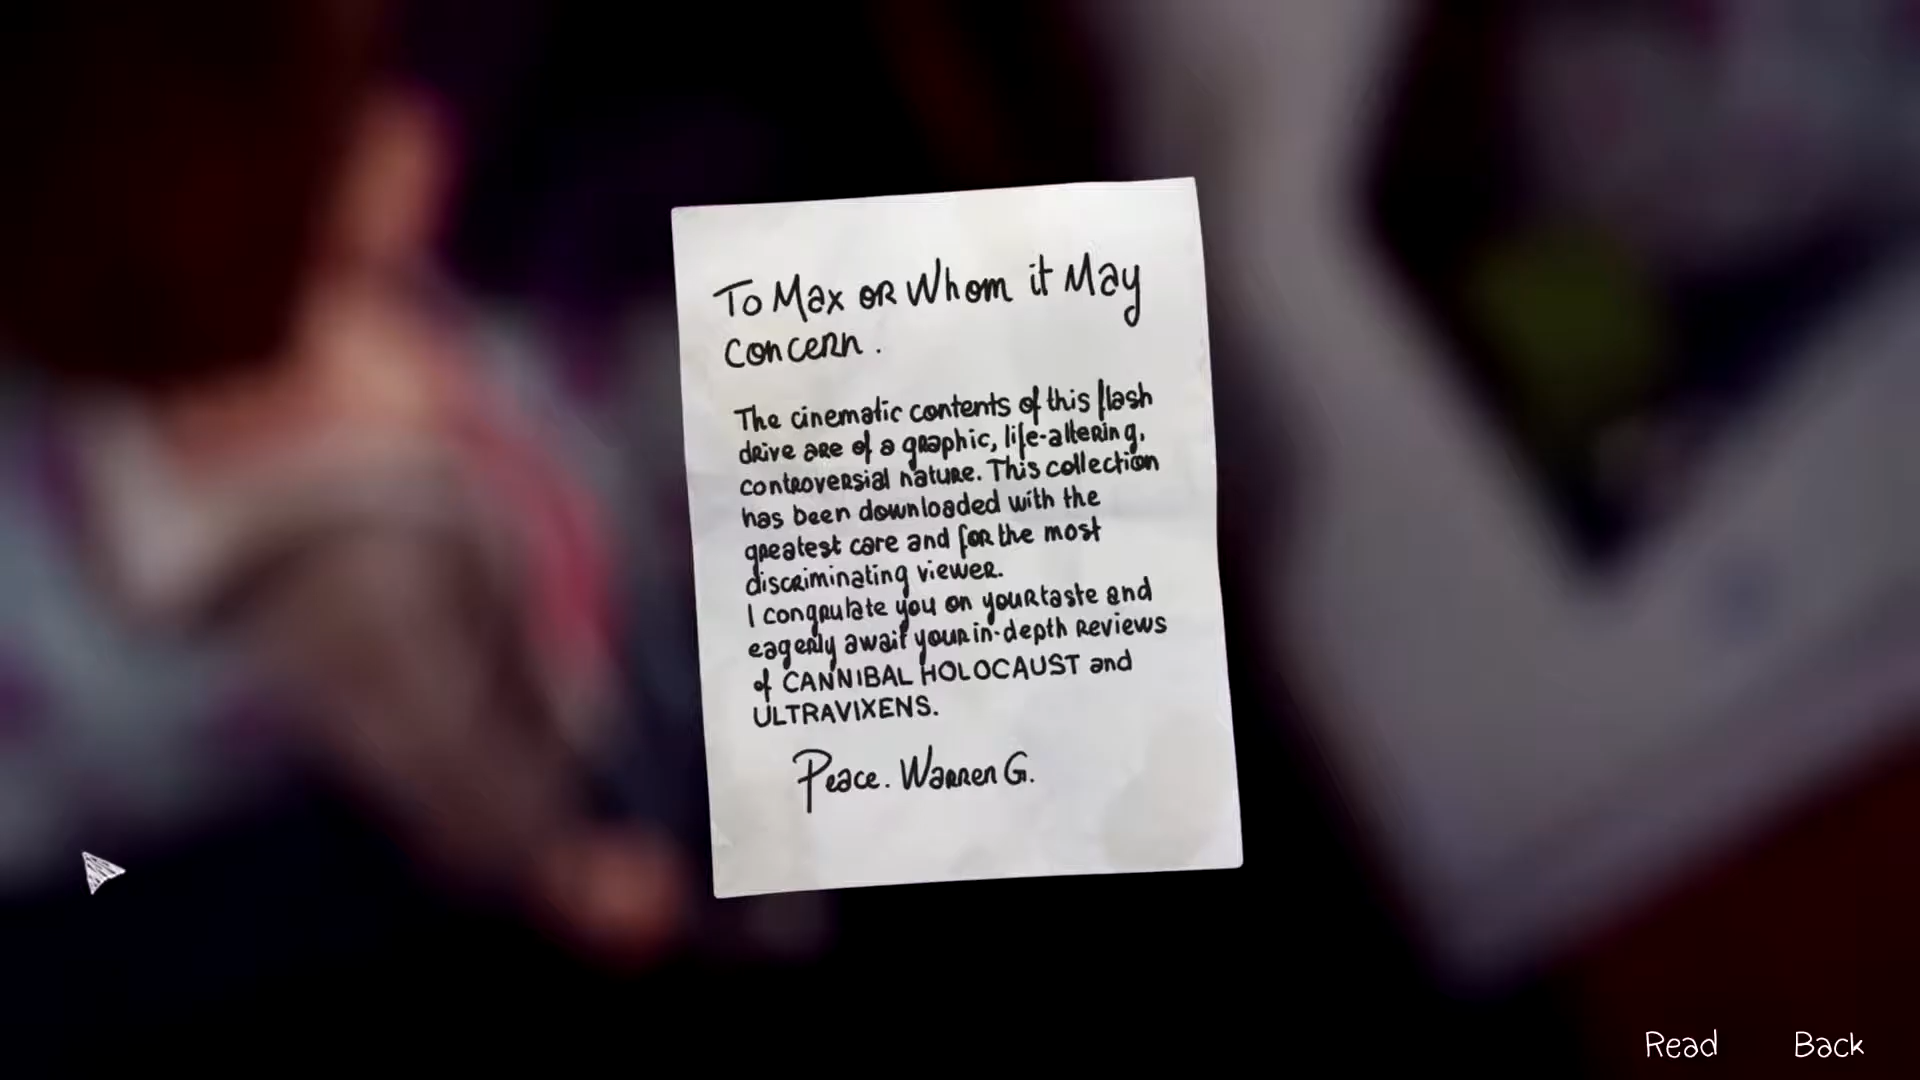 To Max or Whom it May
Concern.
The cinematic contents of this flash
drive are of a graphic, life-altering,
controversial nature. This collection
has been downloaded with the
greatest care and for the most
discriminating viewer.
I congrulate you on your taste and
eagerly await your in-depth reviews
of CANNIBAL HOLOCAUST and
ULTRAVIXENS.
Peace. Warren G.
Read Back